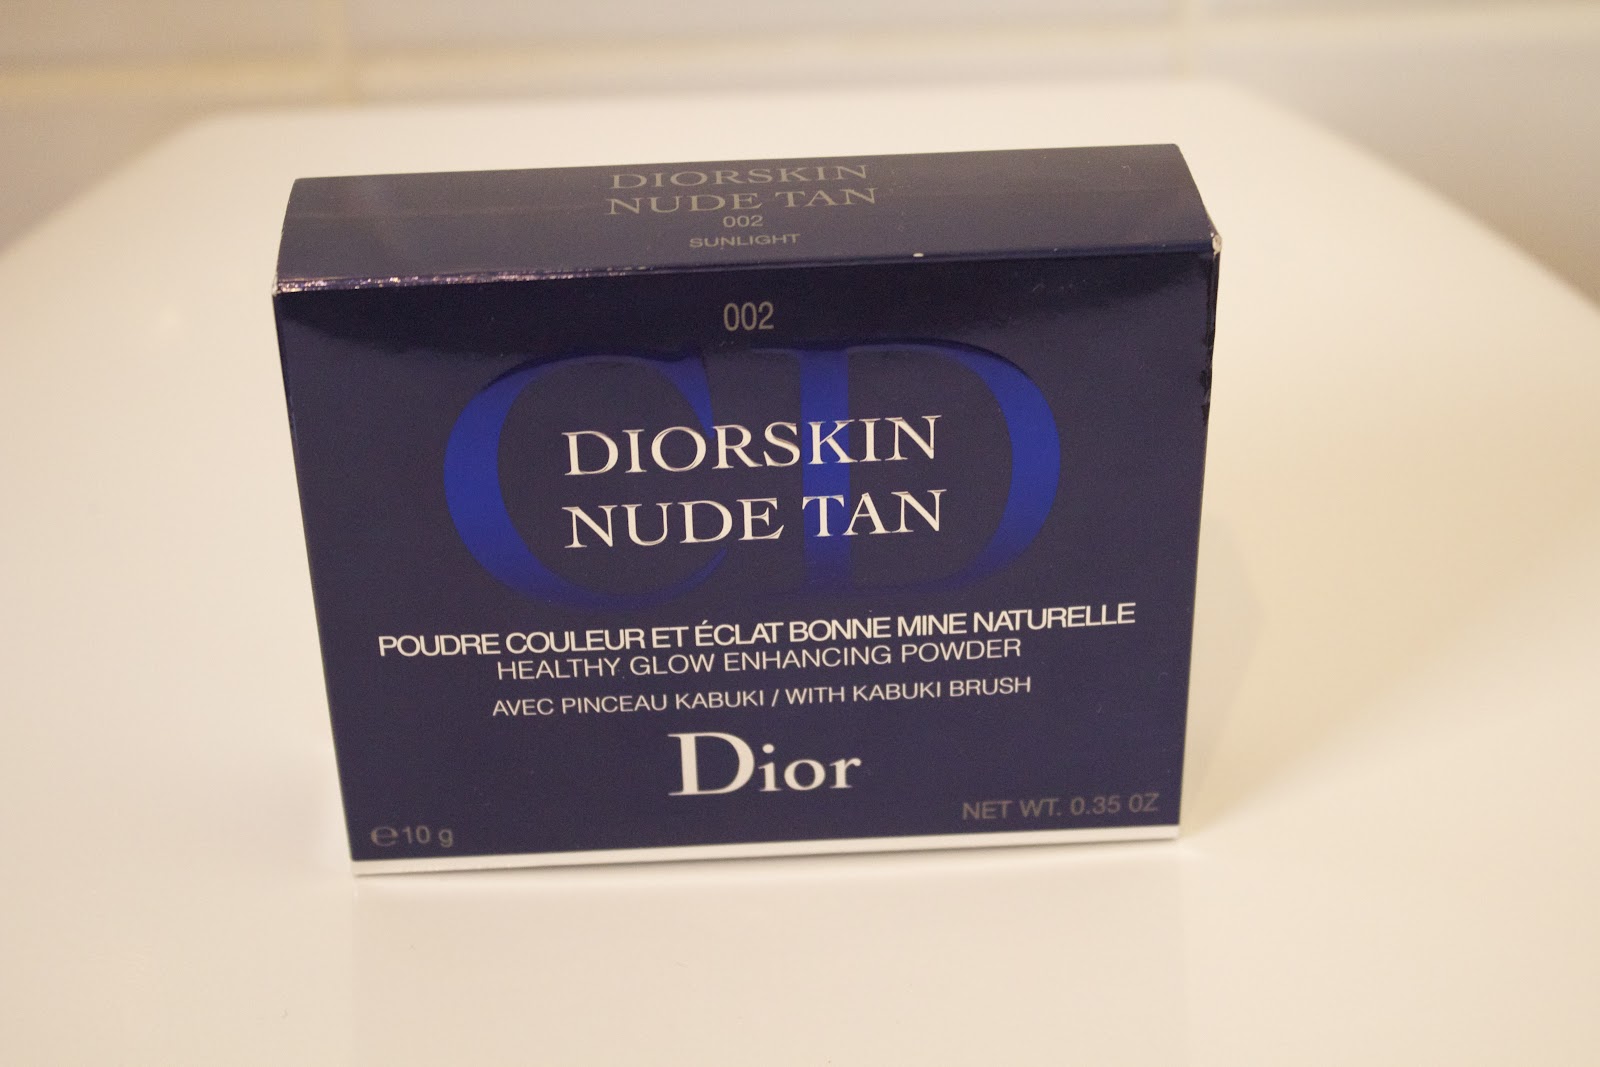 DIORSKIN
NUDE TAN
002
SUNLIGHT
002
CD
DIORSKIN
NUDE TAN
POUDRE COULEUR ET ÉCLAT BONNE MINE NATURELLE
HEALTHY GLOW ENHANCING POWDER
AVEC PINCEAU KABUKI / WITH KABUKI BRUSH
Dior
℮10 g
NET WT. 0.35 OZ